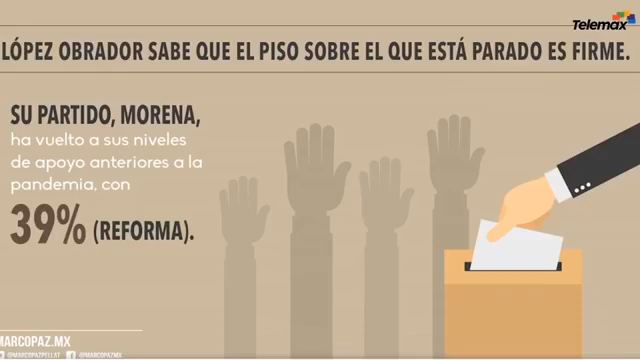 Telemax
LÓPEZ OBRADOR SABE QUE EL PISO SOBRE EL QUE ESTÁ PARADO ES FIRME.
SU PARTIDO, MORENA,
ha vuelto a sus niveles
de apoyo anteriores a la
pandemia, con
39% (REFORMA).
MARCOPAZ.MX
@MARCOPAZPELLAT @MARCOPAZMX